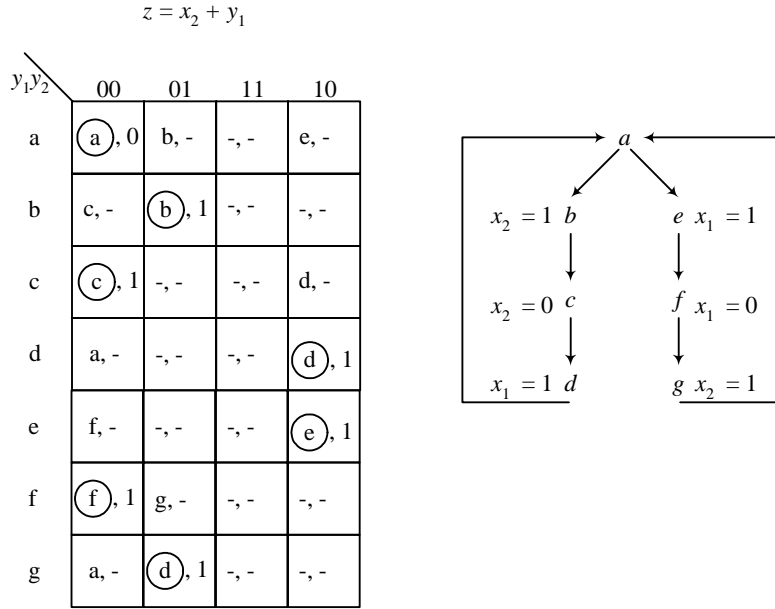 z = x₂ + y₁
y₁y₂ 00 01 11 10
a a, 0 b, - -, - e, -
b c, - b, 1 -, - -, -
c c, 1 -, - -, - d, -
d a, - -, - -, - d, 1
e f, - -, - -, - e, 1
f f, 1 g, - -, - -, -
g a, - d, 1 -, - -, -
a
x₂ = 1 b e x₁ = 1
x₂ = 0 c f x₁ = 0
x₁ = 1 d g x₂ = 1